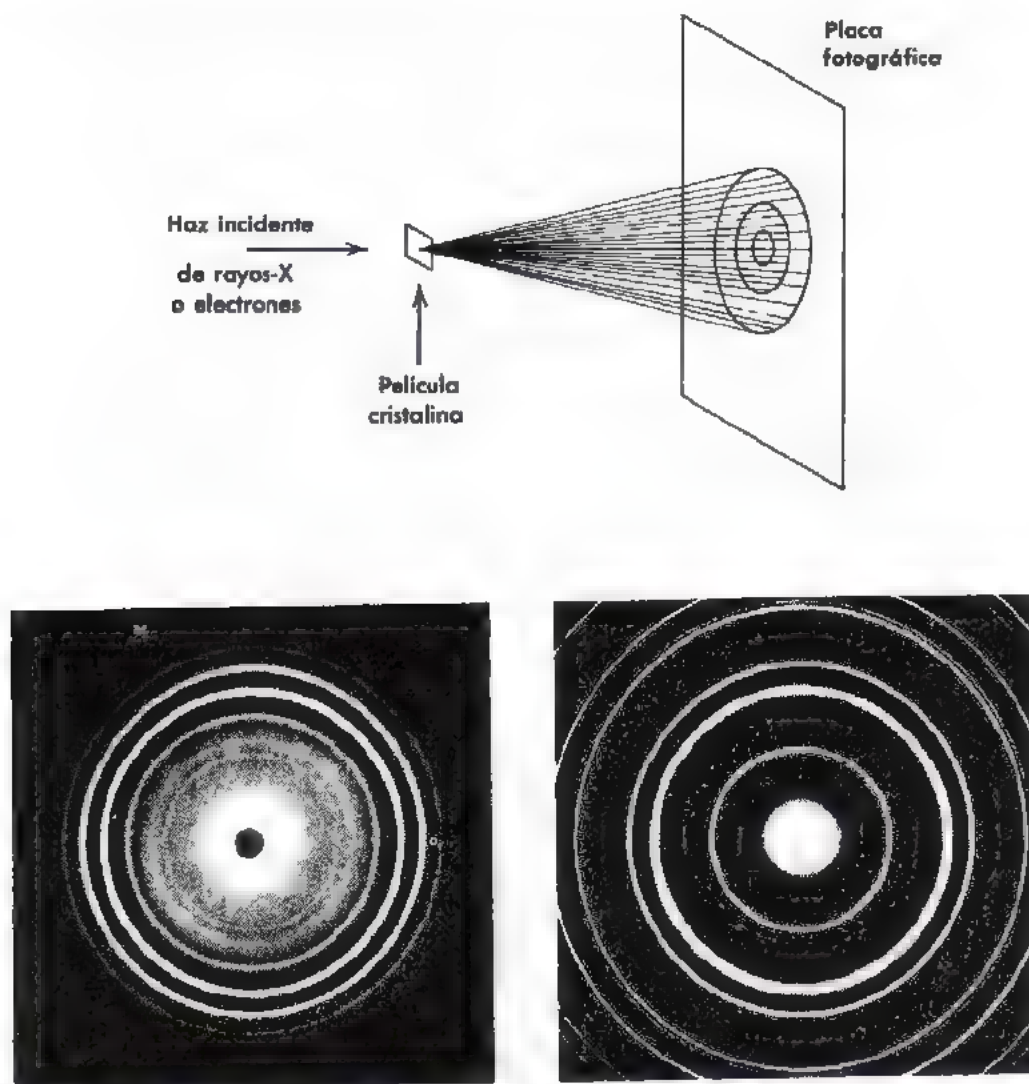 Placa
fotográfica
Haz incidente
de rayos-X
o electrones
Película
cristalina